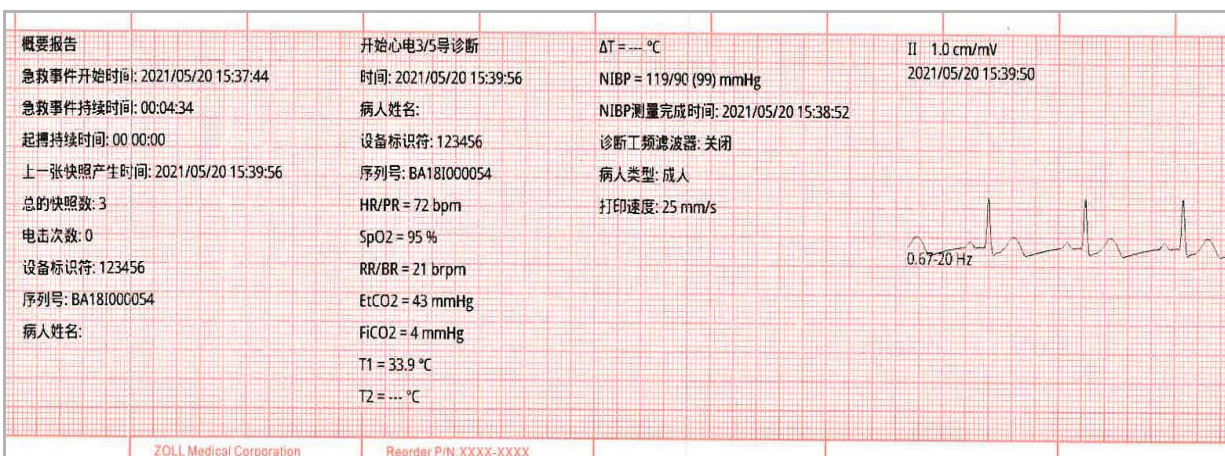 概要报告
急救事件开始时间: 2021/05/20 15:37:44
急救事件持续时间: 00:04:34
起搏持续时间: 00 00:00
上一张快照产生时间: 2021/05/20 15:39:56
总的快照数: 3
电击次数: 0
设备标识符: 123456
序列号: BA18I000054
病人姓名:
开始心电3/5导诊断
时间: 2021/05/20 15:39:56
病人姓名:
设备标识符: 123456
序列号: BA18I000054
HR/PR = 72 bpm
SpO2 = 95 %
RR/BR = 21 brpm
EtCO2 = 43 mmHg
FiCO2 = 4 mmHg
T1 = 33.9 °C
T2 = --- °C
ΔT = --- °C
NIBP = 119/90 (99) mmHg
NIBP测量完成时间: 2021/05/20 15:38:52
诊断工频滤波器: 关闭
病人类型: 成人
打印速度: 25 mm/s
II 1.0 cm/mV
2021/05/20 15:39:50
0.67-20 Hz
ZOLL Medical Corporation
Reorder P/N:XXXX-XXXX